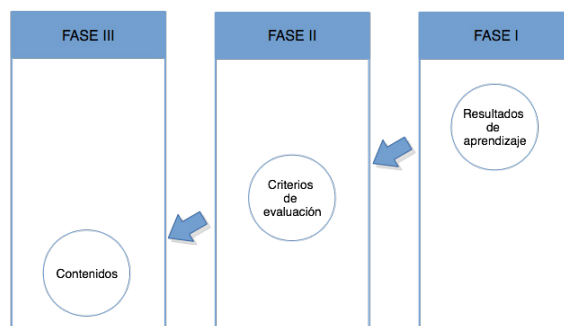 FASE III
FASE II
FASE I
Resultados
de
aprendizaje
Criterios
de
evaluación
Contenidos